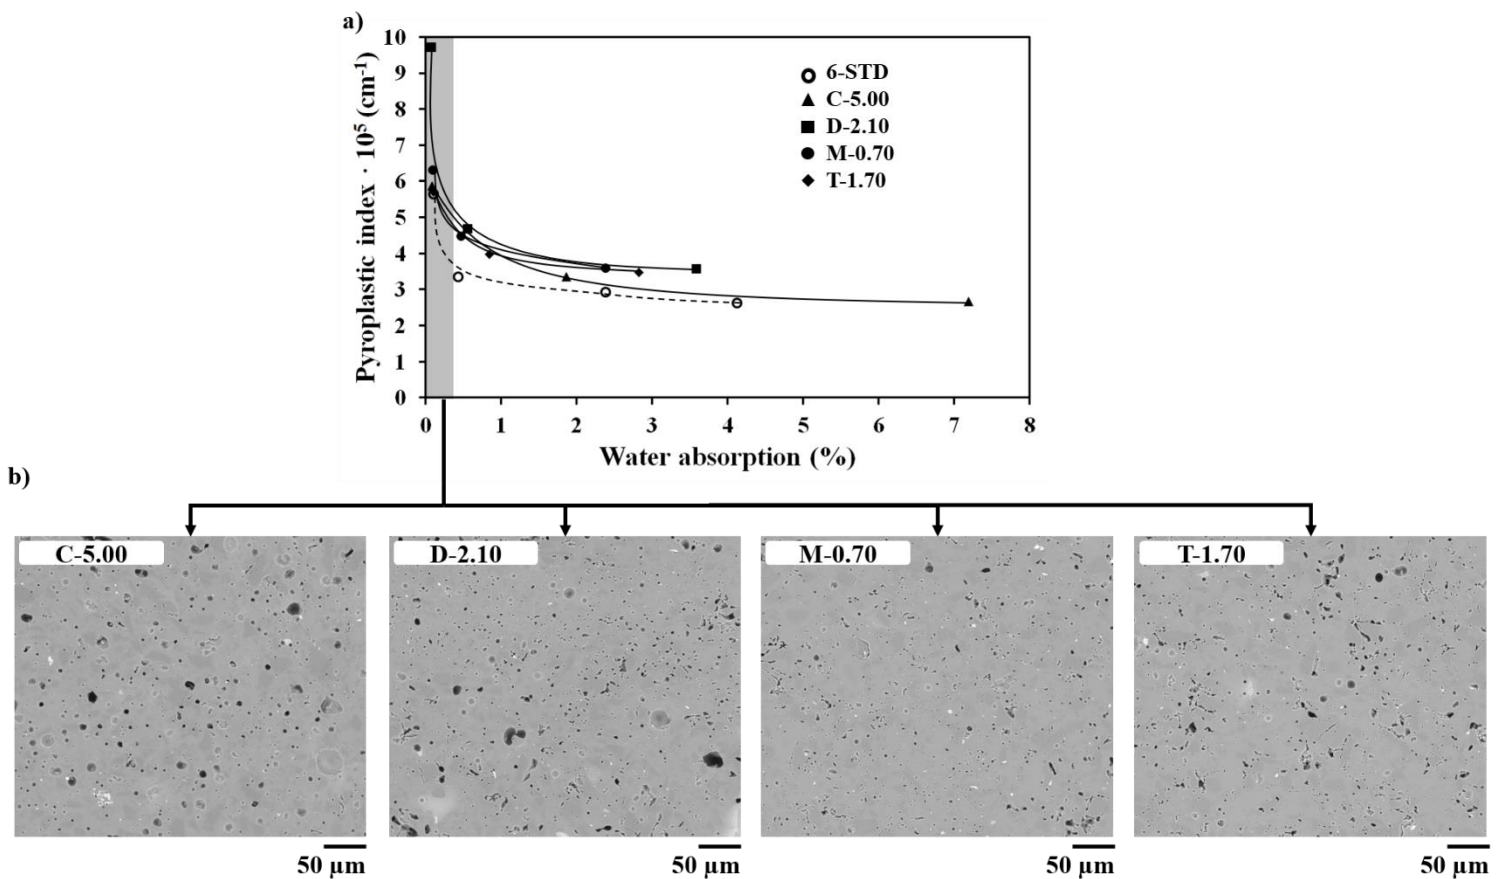 a)
Pyroplastic index · 10⁵ (cm⁻¹)
10
9
8
7
6
5
4
3
2
1
0
6-STD
C-5.00
D-2.10
M-0.70
T-1.70
0 1 2 3 4 5 6 7 8
Water absorption (%)
b)
C-5.00 D-2.10 M-0.70 T-1.70
50 µm 50 µm 50 µm 50 µm